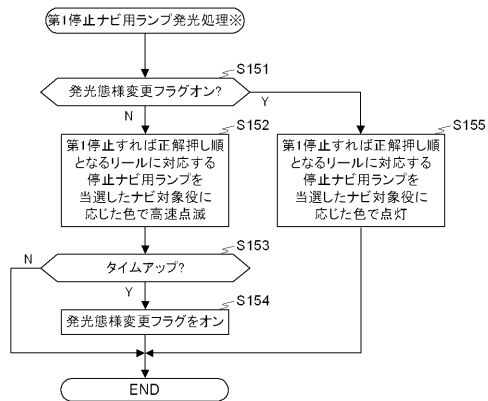 第1停止ナビ用ランプ発光処理※
S151
発光態様変更フラグオン?
N
Y
S152
第1停止すれば正解押し順
となるリールに対応する
停止ナビ用ランプを
当選したナビ対象役に
応じた色で高速点滅
S155
第1停止すれば正解押し順
となるリールに対応する
停止ナビ用ランプを
当選したナビ対象役に
応じた色で点灯
S153
タイムアップ?
N
Y
S154
発光態様変更フラグをオン
END